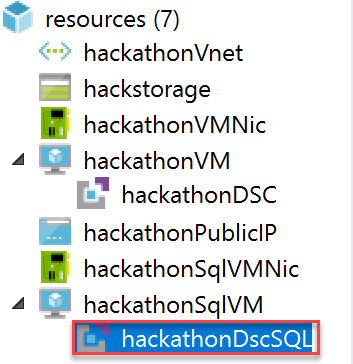 resources (7)
hackathonVnet
hackstorage
hackathonVMNic
hackathonVM
hackathonDSC
hackathonPublicIP
hackathonSqlVMNic
hackathonSqlVM
hackathonDscSQL